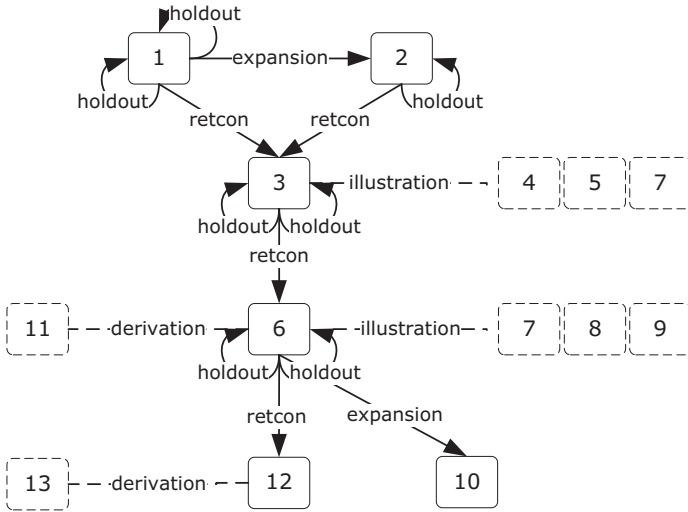 holdout
1 expansion 2
holdout holdout
retcon retcon
3 illustration 4 5 7
holdout holdout
retcon
11 derivation 6 illustration 7 8 9
holdout holdout
retcon expansion
13 derivation 12 10